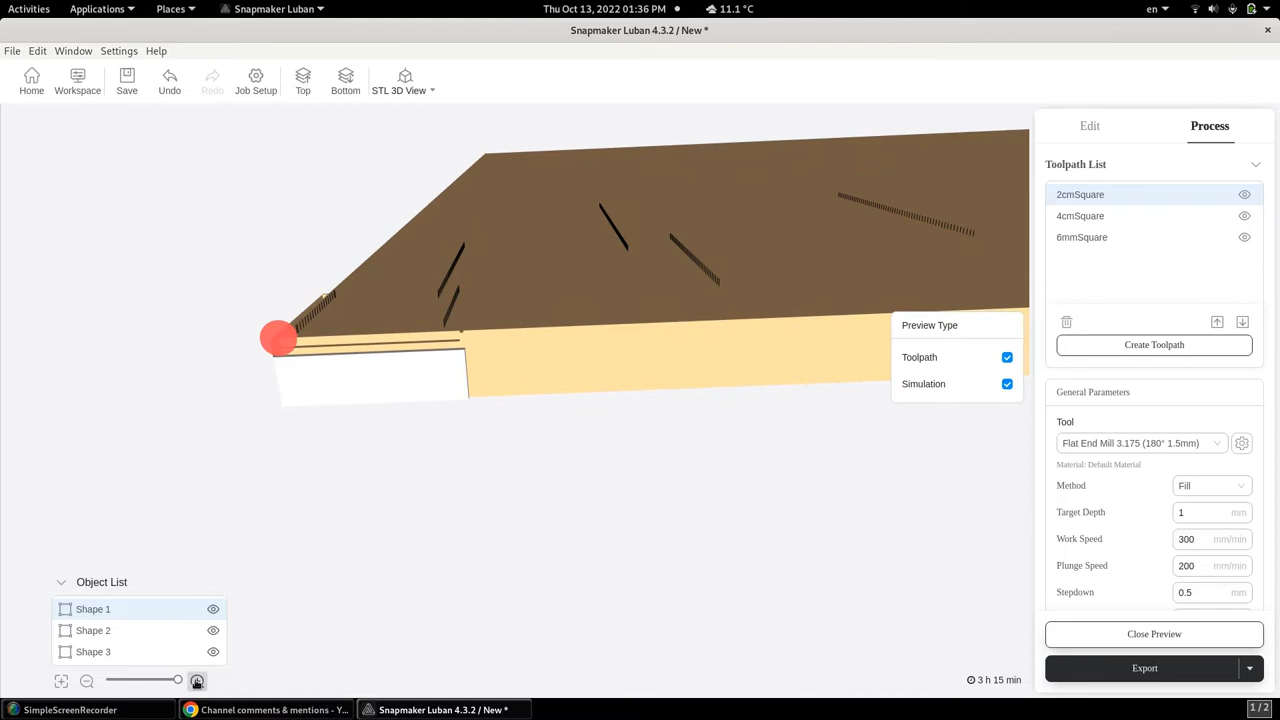 Activities Applications Places Snapmaker Luban Thu Oct 13, 2022 01:36 PM 11.1 °C en
Snapmaker Luban 4.3.2 / New * ×
File Edit Window Settings Help
Home Workspace Save Undo Redo Job Setup Top Bottom STL 3D View
Edit Process
Toolpath List
2cmSquare
4cmSquare
6mmSquare
Create Toolpath
Preview Type
Toolpath
Simulation
General Parameters
Tool
Flat End Mill 3.175 (180° 1.5mm)
Material: Default Material
Method Fill
Target Depth 1 mm
Work Speed 300 mm/min
Plunge Speed 200 mm/min
Stepdown 0.5 mm
Object List
Shape 1
Shape 2
Shape 3
3 h 15 min
Close Preview
Export
SimpleScreenRecorder Channel comments & mentions - Y... Snapmaker Luban 4.3.2 / New * 1 / 2